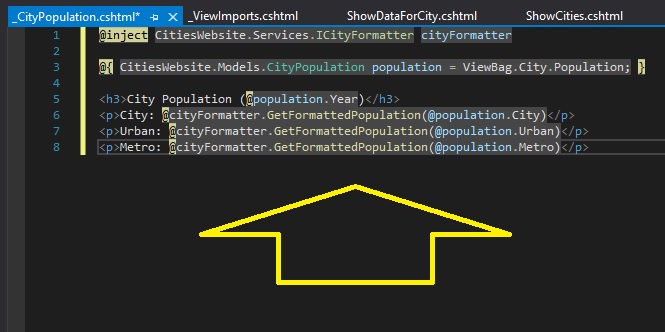 _CityPopulation.cshtml* _ViewImports.cshtml ShowDataForCity.cshtml ShowCities.cshtml
1 @inject CitiesWebsite.Services.ICityFormatter cityFormatter
2
3 @{ CitiesWebsite.Models.CityPopulation population = ViewBag.City.Population; }
4
5 <h3>City Population (@population.Year)</h3>
6 <p>City: @cityFormatter.GetFormattedPopulation(@population.City)</p>
7 <p>Urban: @cityFormatter.GetFormattedPopulation(@population.Urban)</p>
8 <p>Metro: @cityFormatter.GetFormattedPopulation(@population.Metro)</p>